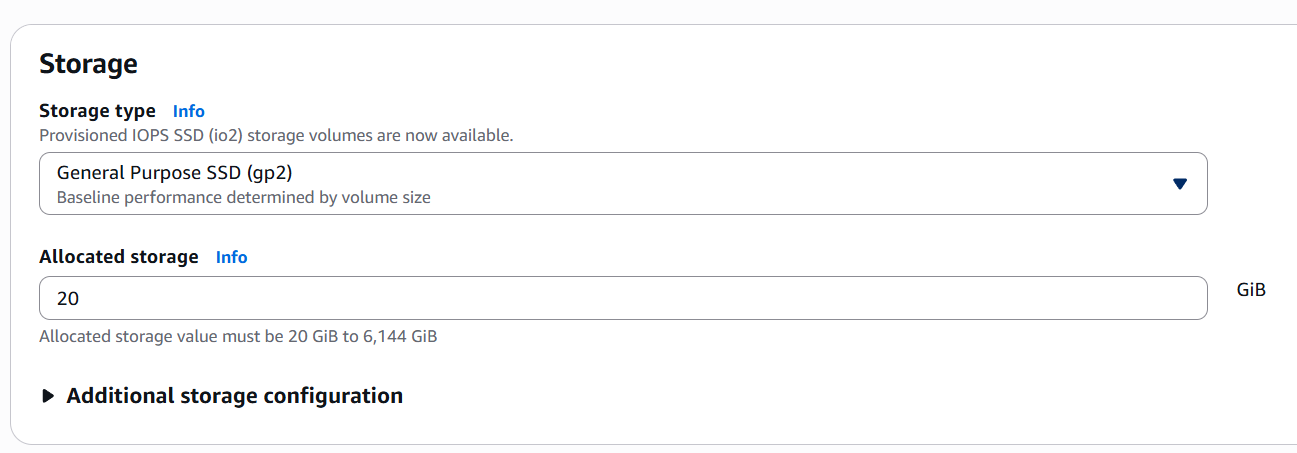 Storage
Storage type Info
Provisioned IOPS SSD (io2) storage volumes are now available.
General Purpose SSD (gp2)
Baseline performance determined by volume size
Allocated storage Info
20
GiB
Allocated storage value must be 20 GiB to 6,144 GiB
Additional storage configuration